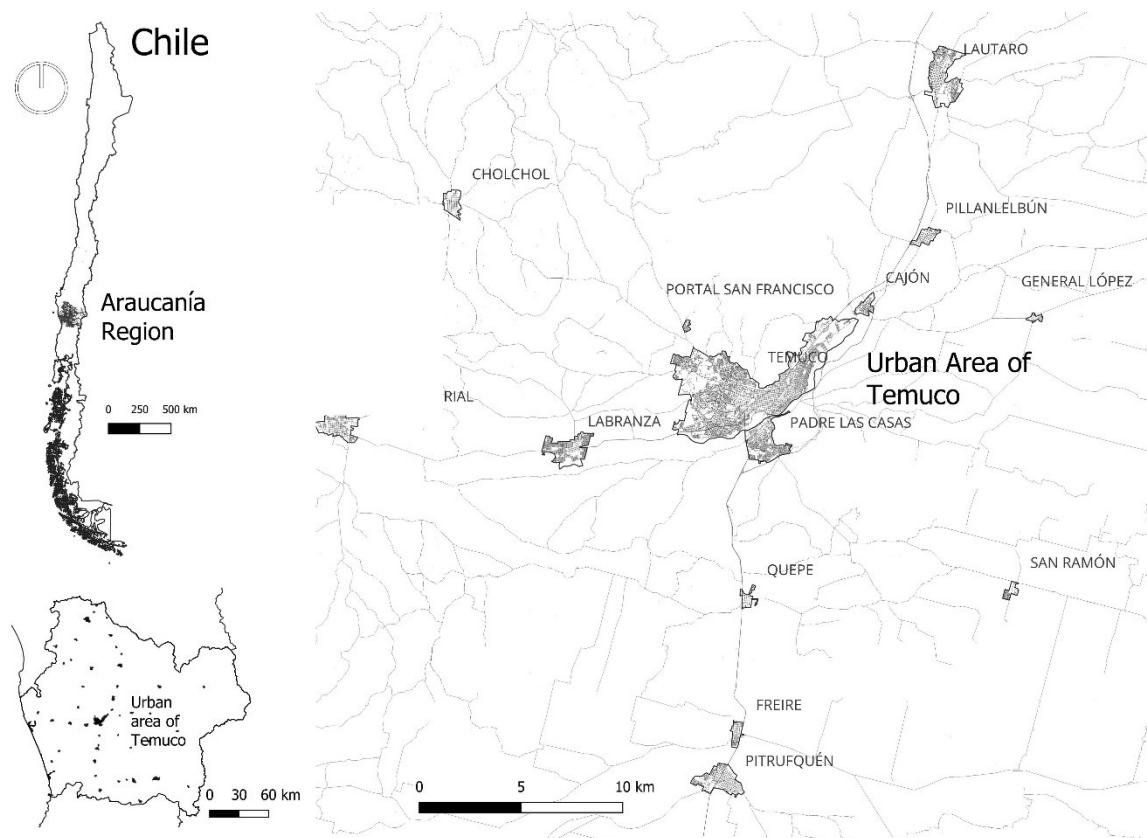 Chile
Araucanía
Region
0 250 500 km
Urban
area of
Temuco
0 30 60 km
LAUTARO
CHOLCHOL
PILLANLELBÚN
CAJÓN
GENERAL LÓPEZ
PORTAL SAN FRANCISCO
TEMUCO
Urban Area of
Temuco
RIAL
LABRANZA
PADRE LAS CASAS
QUEPE
SAN RAMÓN
FREIRE
PITRUFQUÉN
0 5 10 km